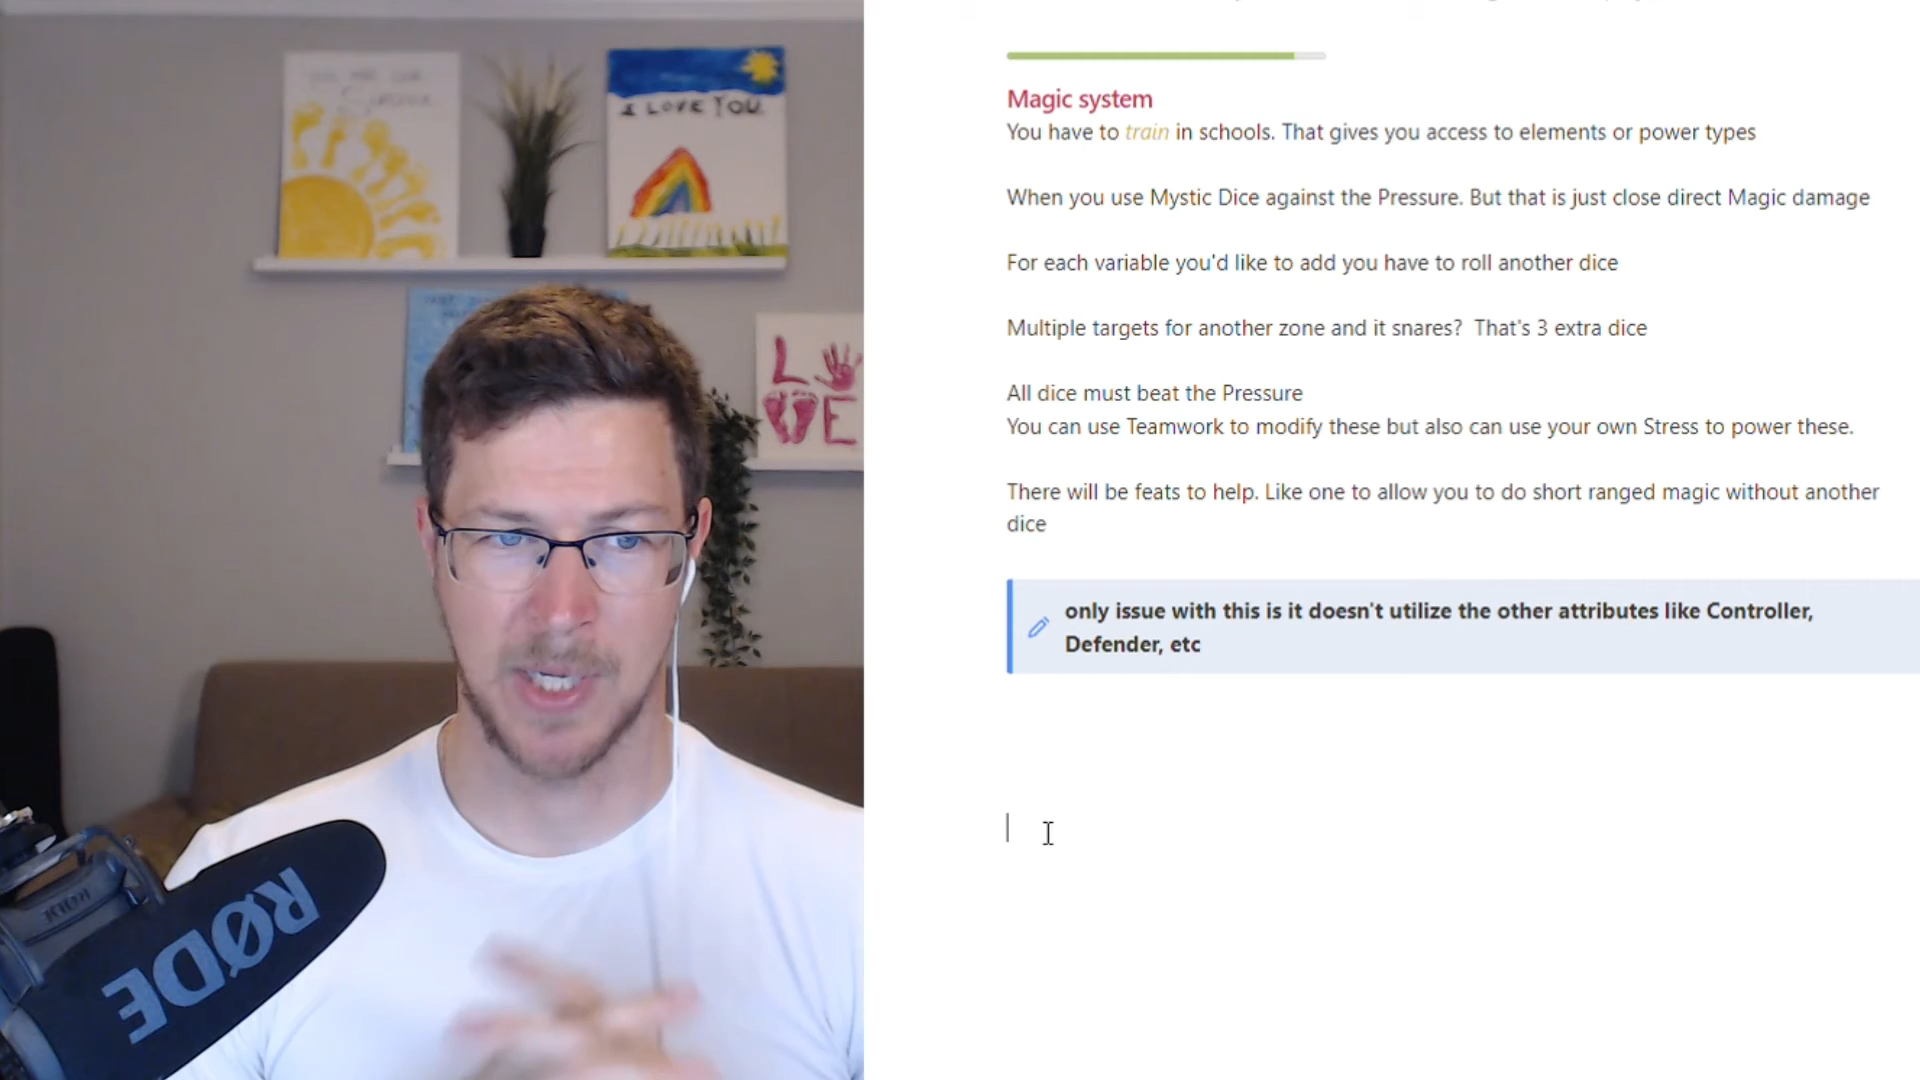 I LOVE YOU
L
VE
RØDE
Magic system
You have to train in schools. That gives you access to elements or power types
When you use Mystic Dice against the Pressure. But that is just close direct Magic damage
For each variable you'd like to add you have to roll another dice
Multiple targets for another zone and it snares?  That's 3 extra dice
All dice must beat the Pressure
You can use Teamwork to modify these but also can use your own Stress to power these.
There will be feats to help. Like one to allow you to do short ranged magic without another
dice
only issue with this is it doesn't utilize the other attributes like Controller,
Defender, etc